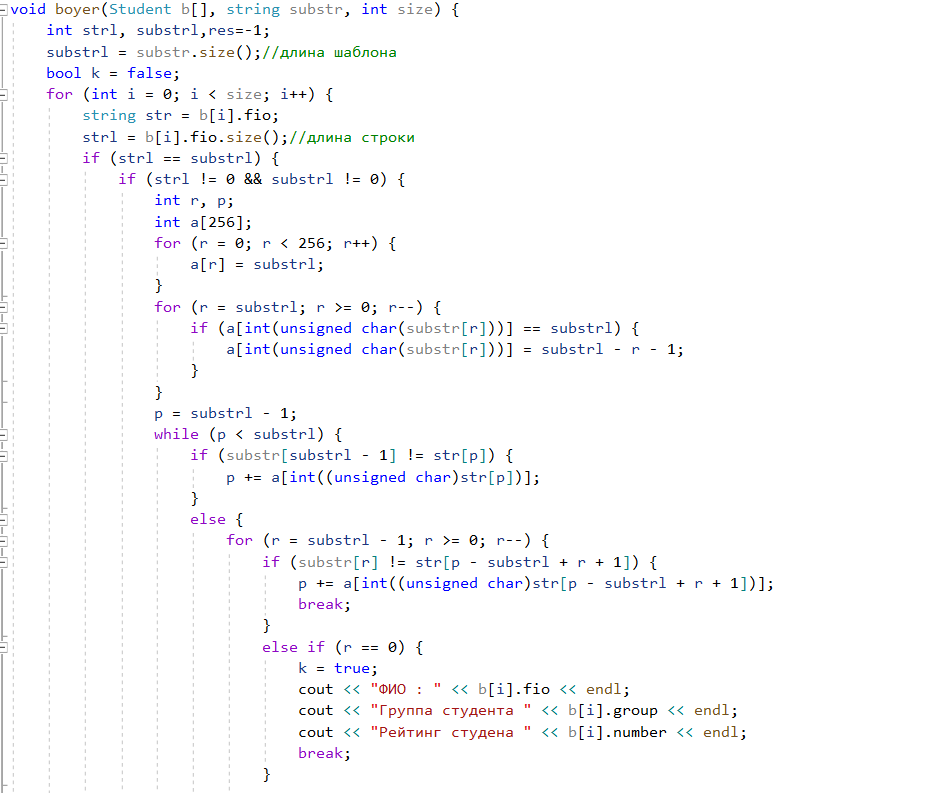 void boyer(Student b[], string substr, int size) {
int strl, substrl,res=-1;
substrl = substr.size();//длина шаблона
bool k = false;
for (int i = 0; i < size; i++) {
string str = b[i].fio;
strl = b[i].fio.size();//длина строки
if (strl == substrl) {
if (strl != 0 && substrl != 0) {
int r, p;
int a[256];
for (r = 0; r < 256; r++) {
a[r] = substrl;
}
for (r = substrl; r >= 0; r--) {
if (a[int(unsigned char(substr[r]))] == substrl) {
a[int(unsigned char(substr[r]))] = substrl - r - 1;
}
}
p = substrl - 1;
while (p < substrl) {
if (substr[substrl - 1] != str[p]) {
p += a[int((unsigned char)str[p])];
}
else {
for (r = substrl - 1; r >= 0; r--) {
if (substr[r] != str[p - substrl + r + 1]) {
p += a[int((unsigned char)str[p - substrl + r + 1])];
break;
}
else if (r == 0) {
k = true;
cout << "ФИО : " << b[i].fio << endl;
cout << "Группа студента " << b[i].group << endl;
cout << "Рейтинг студена " << b[i].number << endl;
break;
}